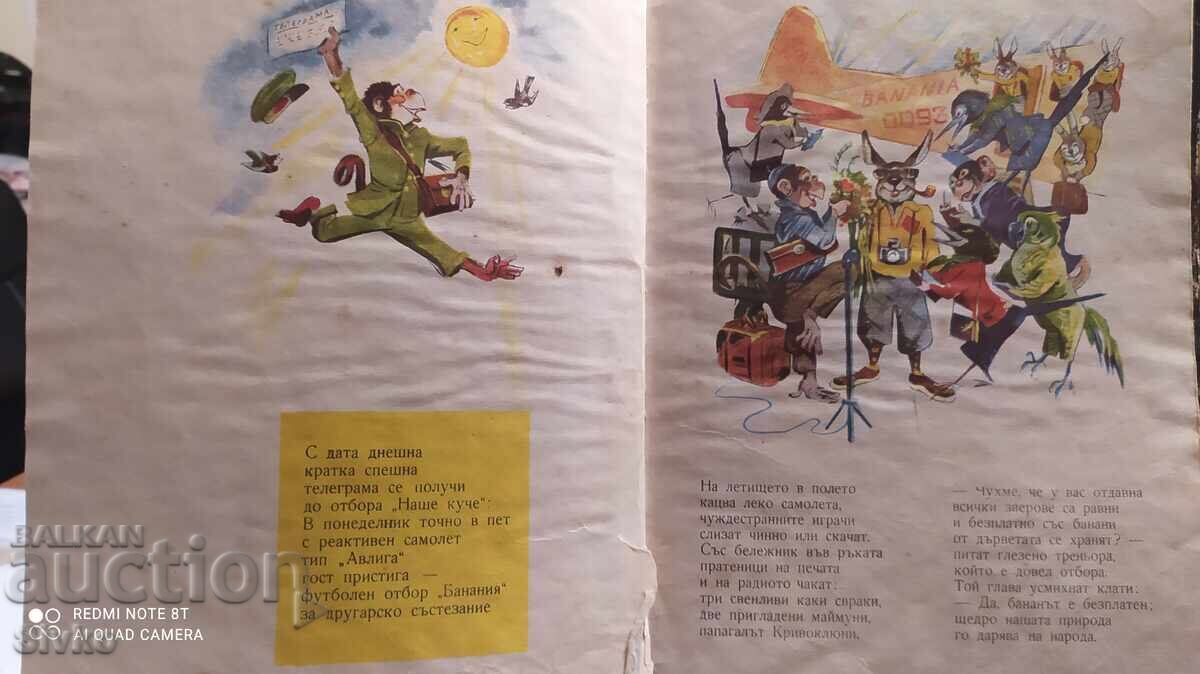 ТЕЛЕГРАМА
С дата днешна
кратка спешна
телеграма се получи
до отбора „Наше куче“:
В понеделник точно в пет
с реактивен самолет
тип „Авлига“
гост пристига —
футболен отбор „Банания“
за другарско състезание
BANANIA
На летището в полето
кацва леко самолета,
чуждестранните играчи
слизат чинно или скачат.
Със бележник във ръката
пратеници на печата
и на радиото чакат:
три свенливи каки свраки,
две пригладени маймуни,
папагалът Кривоклюни,
— Чухме, че у вас отдавна
всички зверове са равни
и безплатно със банани
от дърветата се хранят? —
питат глезено треньора,
който е довел отбора.
Той глава усмихнат клати:
— Да, бананът е безплатен;
щедро нашата природа
го дарява на народа.
BALKAN
auction
REDMI NOTE 8T
AI QUAD CAMERA
Sivko